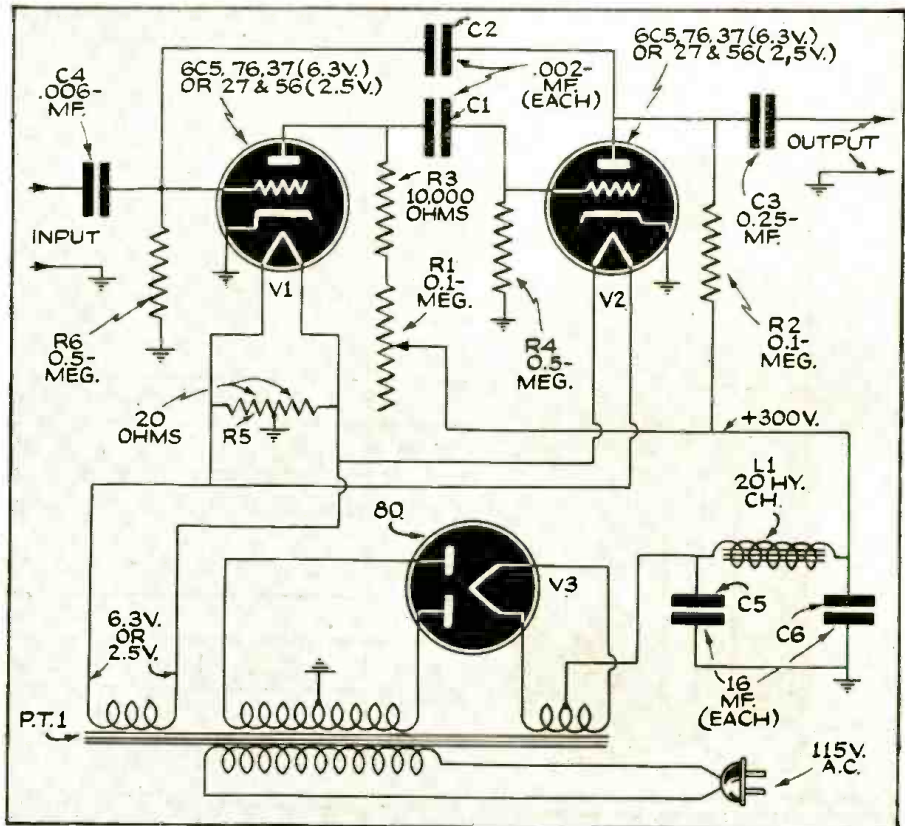 C4
.006-
MF.
6C5, 76, 37 (6.3V.)
OR 27 & 56 (2.5V.)
C2
.002-
MF.
(EACH)
C1
6C5, 76, 37 (6.3V.)
OR 27 & 56 (2,5V.)
OUTPUT
C3
0.25-
MF.
INPUT
R3
10,000
OHMS
R1
0.1-
MEG.
V1
V2
R6
0.5-
MEG.
R4
0.5-
MEG.
R2
0.1-
MEG.
20
OHMS
R5
+300V.
L1
20 HY.
CH.
80
V3
C5
C6
6.3V.
OR
2.5V.
16
MF.
(EACH)
P.T.1
115V.
A.C.